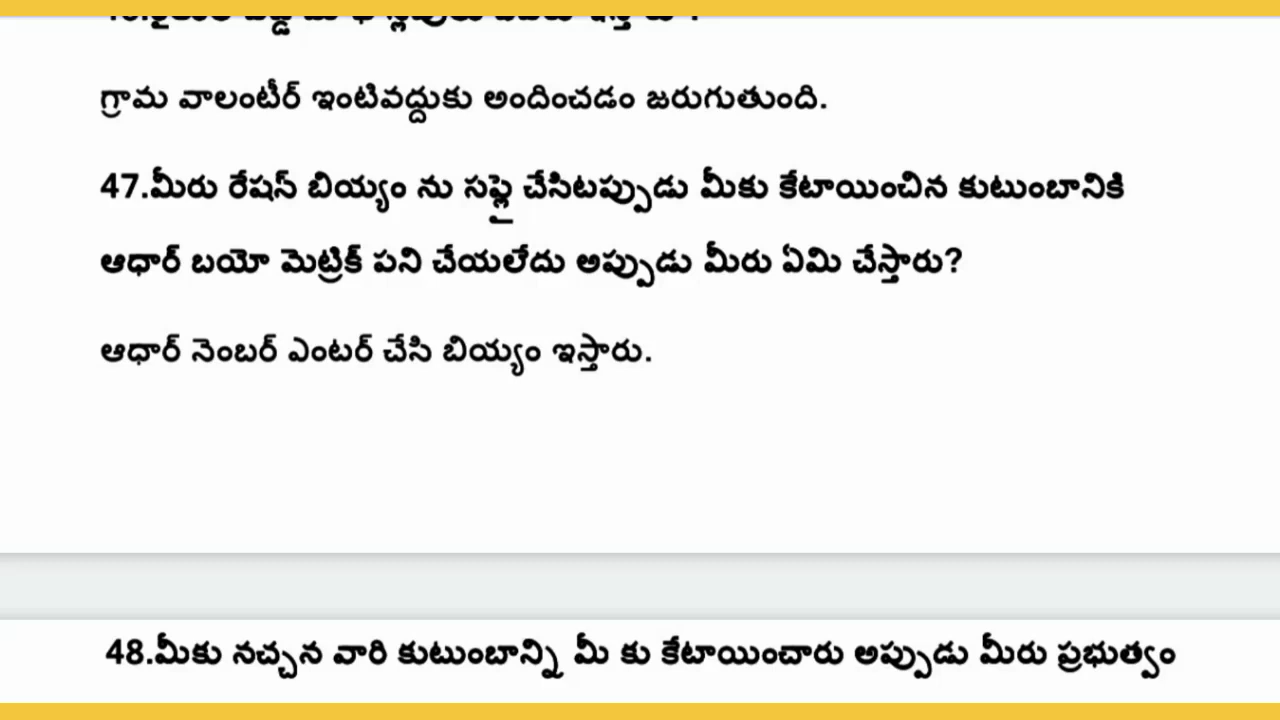 గ్రామ వాలంటీర్ ఇంటివద్దుకు అందించడం జరుగుతుంది.
47.మీరు రేషన్ బియ్యం ను సప్లై చేసిటప్పుడు మీకు కేటాయించిన కుటుంబానికి
ఆధార్ బయో మెట్రిక్ పని చేయలేదు అప్పుడు మీరు ఏమి చేస్తారు?
ఆధార్ నెంబర్ ఎంటర్ చేసి బియ్యం ఇస్తారు.
48.మీకు నచ్చన వారి కుటుంబాన్ని మీ కు కేటాయించారు అప్పుడు మీరు ప్రభుత్వం